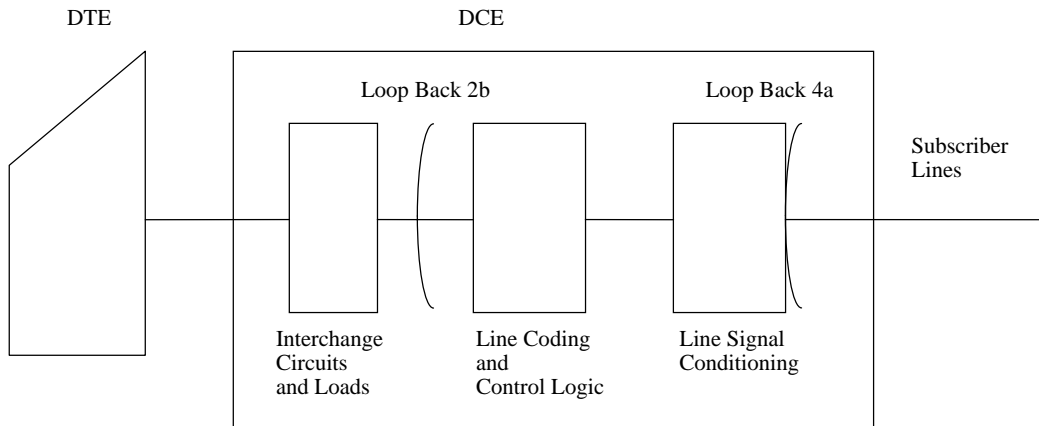 DTE
DCE
Loop Back 2b
Loop Back 4a
Subscriber
Lines
Interchange
Circuits
and Loads
Line Coding
and
Control Logic
Line Signal
Conditioning